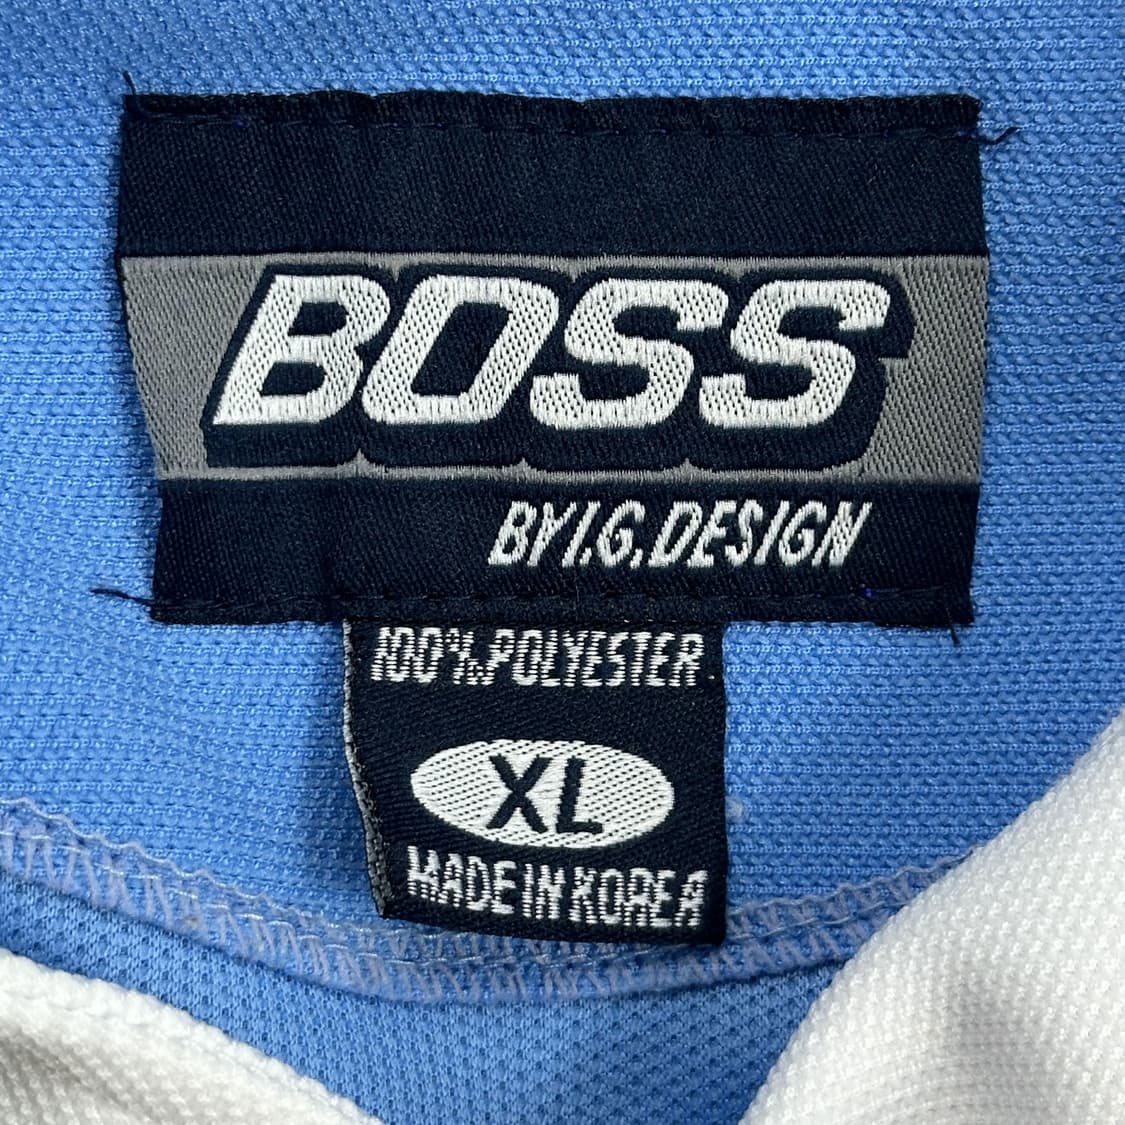 BOSS
BY I.G. DESIGN
100% POLYESTER
XL
MADE IN KOREA